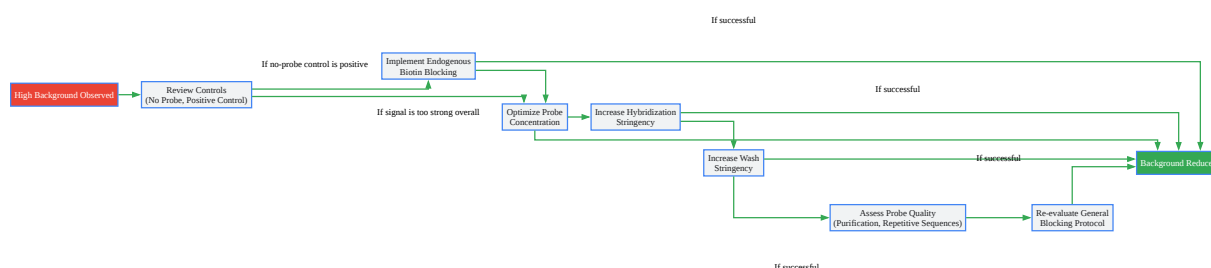 If successful
Implement Endogenous
Biotin Blocking
If no-probe control is positive
High Background Observed
Review Controls
(No Probe, Positive Control)
If successful
If signal is too strong overall
Optimize Probe
Concentration
Increase Hybridization
Stringency
Increase Wash
Stringency
If successful
Background Reduce
Assess Probe Quality
(Purification, Repetitive Sequences)
Re-evaluate General
Blocking Protocol
If successful